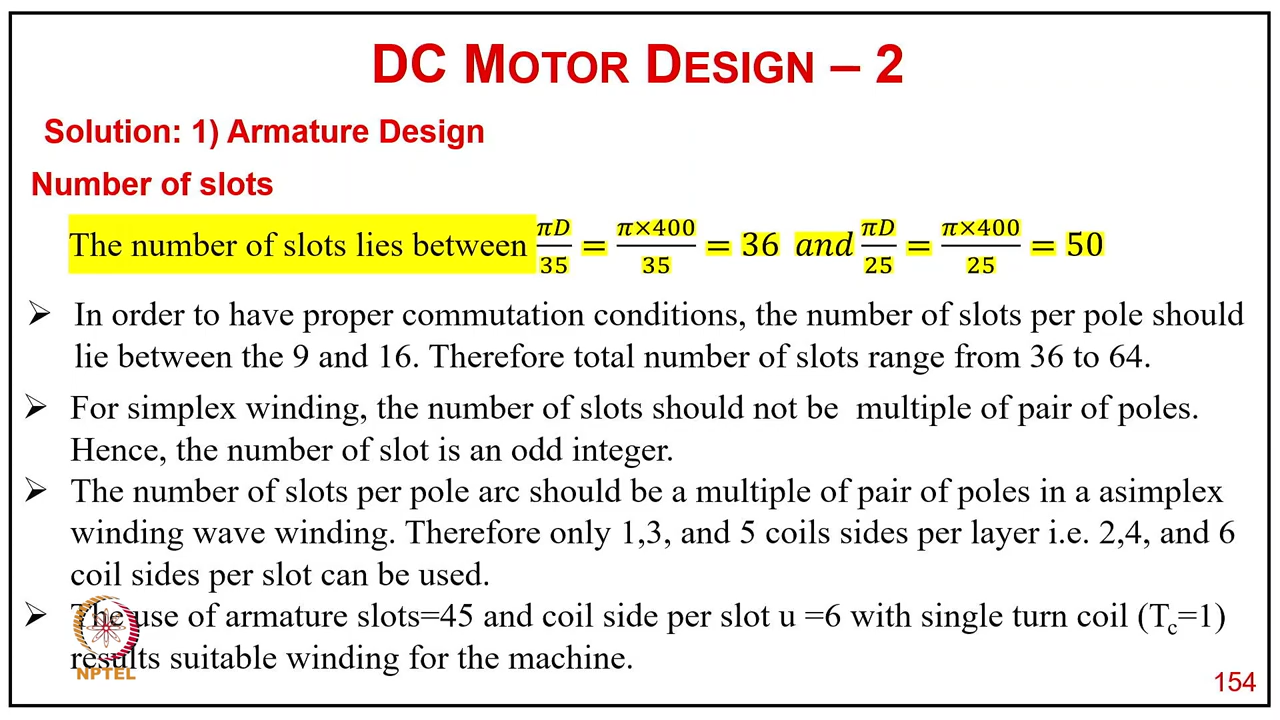 DC MOTOR DESIGN – 2
Solution: 1) Armature Design
Number of slots
The number of slots lies between πD/35 = π×400/35 = 36 and πD/25 = π×400/25 = 50
➢ In order to have proper commutation conditions, the number of slots per pole should
lie between the 9 and 16. Therefore total number of slots range from 36 to 64.
➢ For simplex winding, the number of slots should not be multiple of pair of poles.
Hence, the number of slot is an odd integer.
➢ The number of slots per pole arc should be a multiple of pair of poles in a asimplex
winding wave winding. Therefore only 1,3, and 5 coils sides per layer i.e. 2,4, and 6
coil sides per slot can be used.
➢ The use of armature slots=45 and coil side per slot u =6 with single turn coil (Tc=1)
results suitable winding for the machine.
NPTEL
154